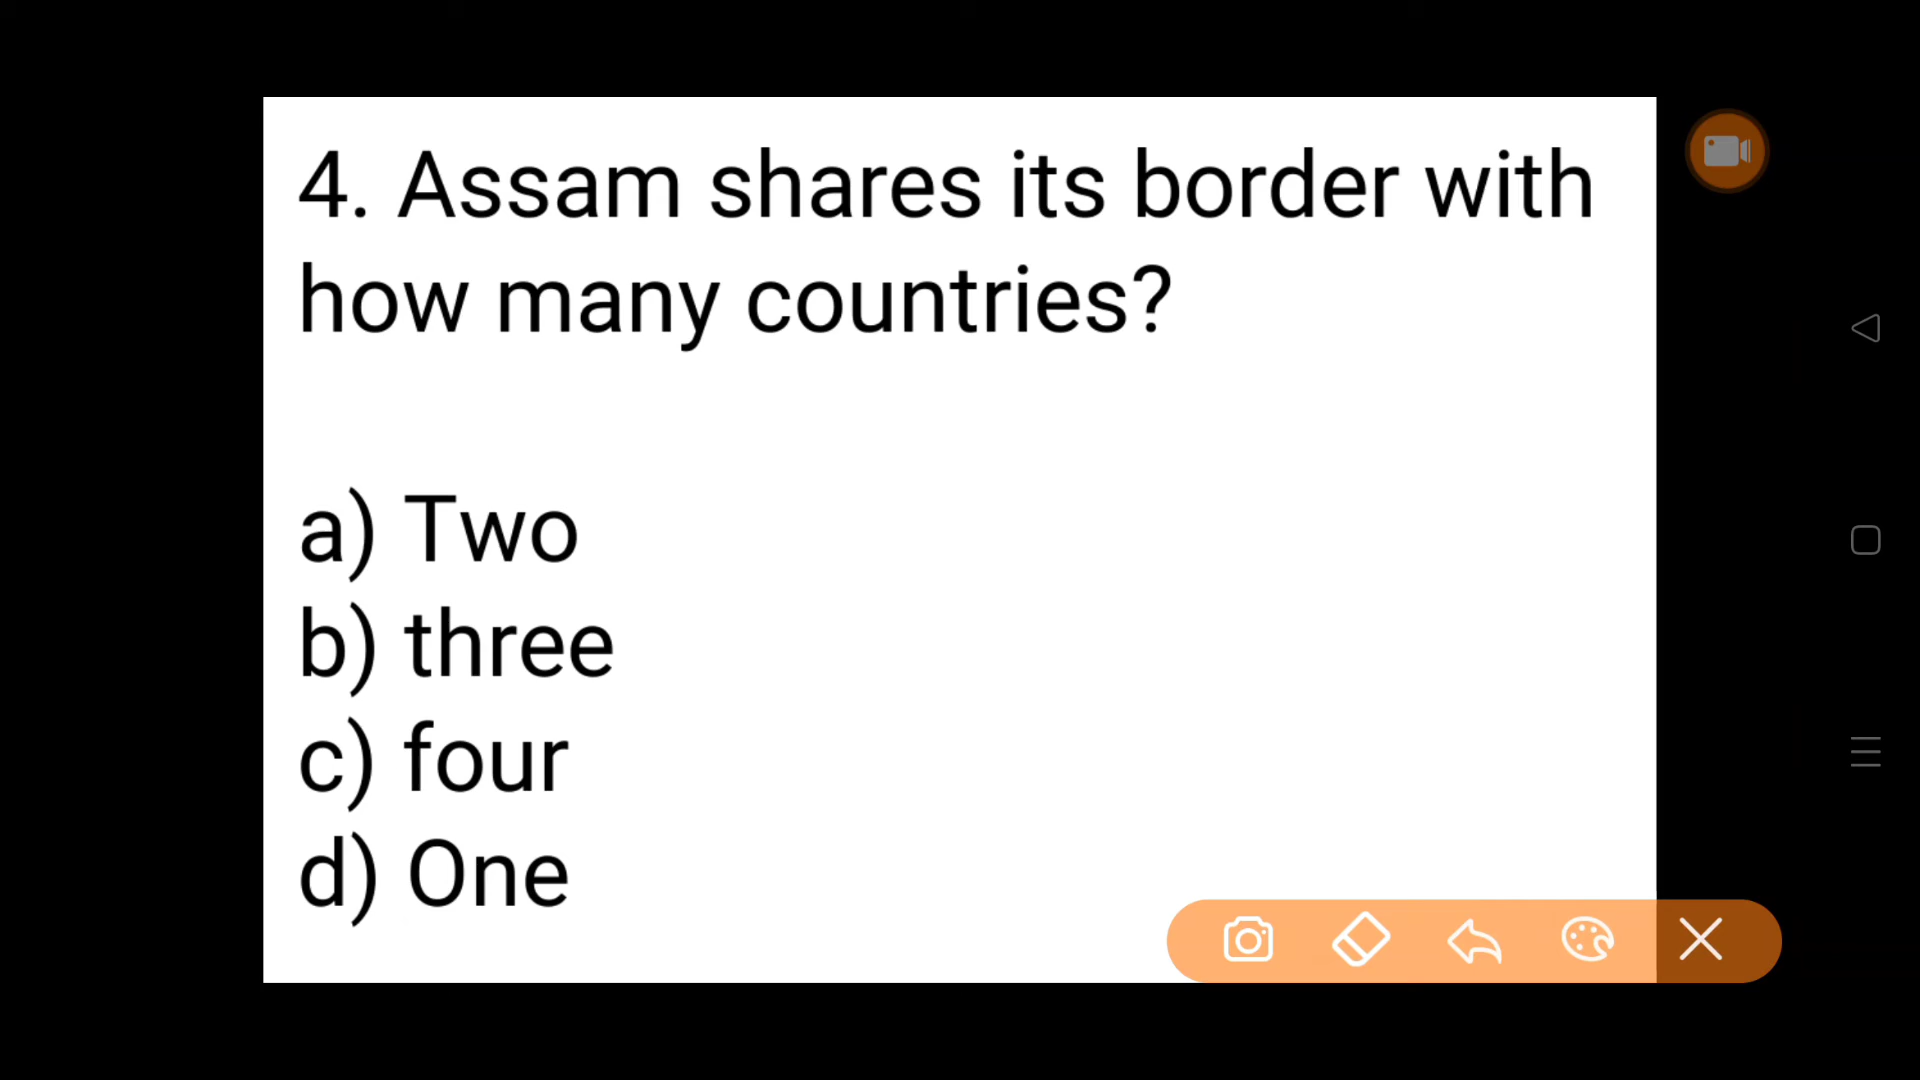 4. Assam shares its border with
how many countries?
a) Two
b) three
c) four
d) One